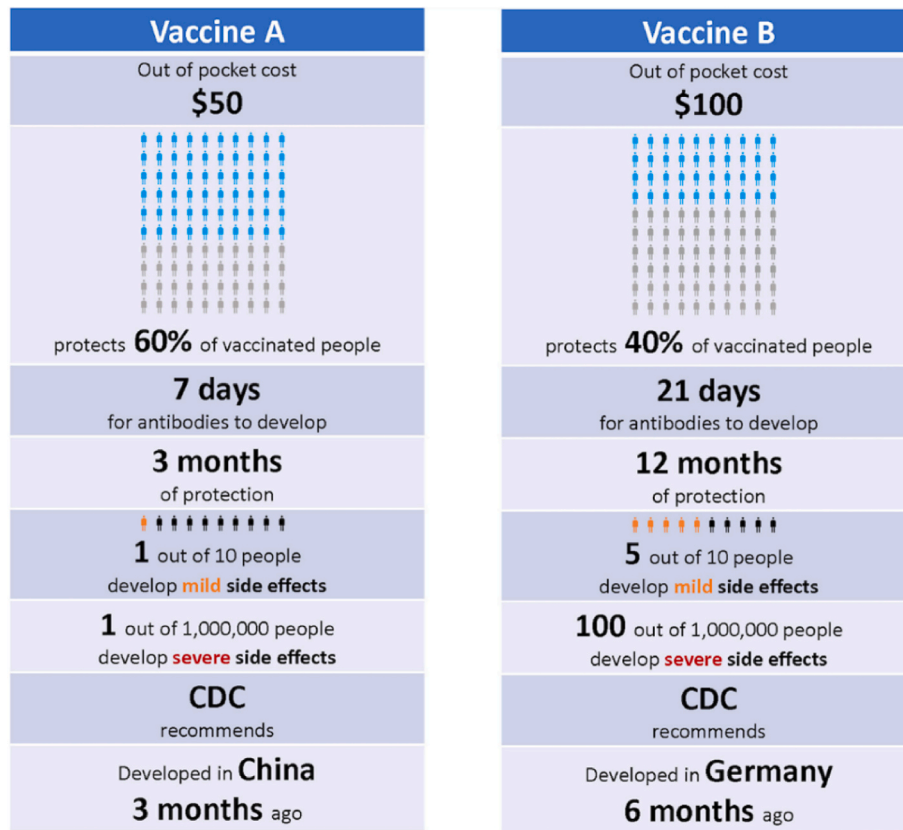 Vaccine A
Out of pocket cost
$50
protects 60% of vaccinated people
7 days
for antibodies to develop
3 months
of protection
1 out of 10 people
develop mild side effects
1 out of 1,000,000 people
develop severe side effects
CDC
recommends
Developed in China
3 months ago
Vaccine B
Out of pocket cost
$100
protects 40% of vaccinated people
21 days
for antibodies to develop
12 months
of protection
5 out of 10 people
develop mild side effects
100 out of 1,000,000 people
develop severe side effects
CDC
recommends
Developed in Germany
6 months ago